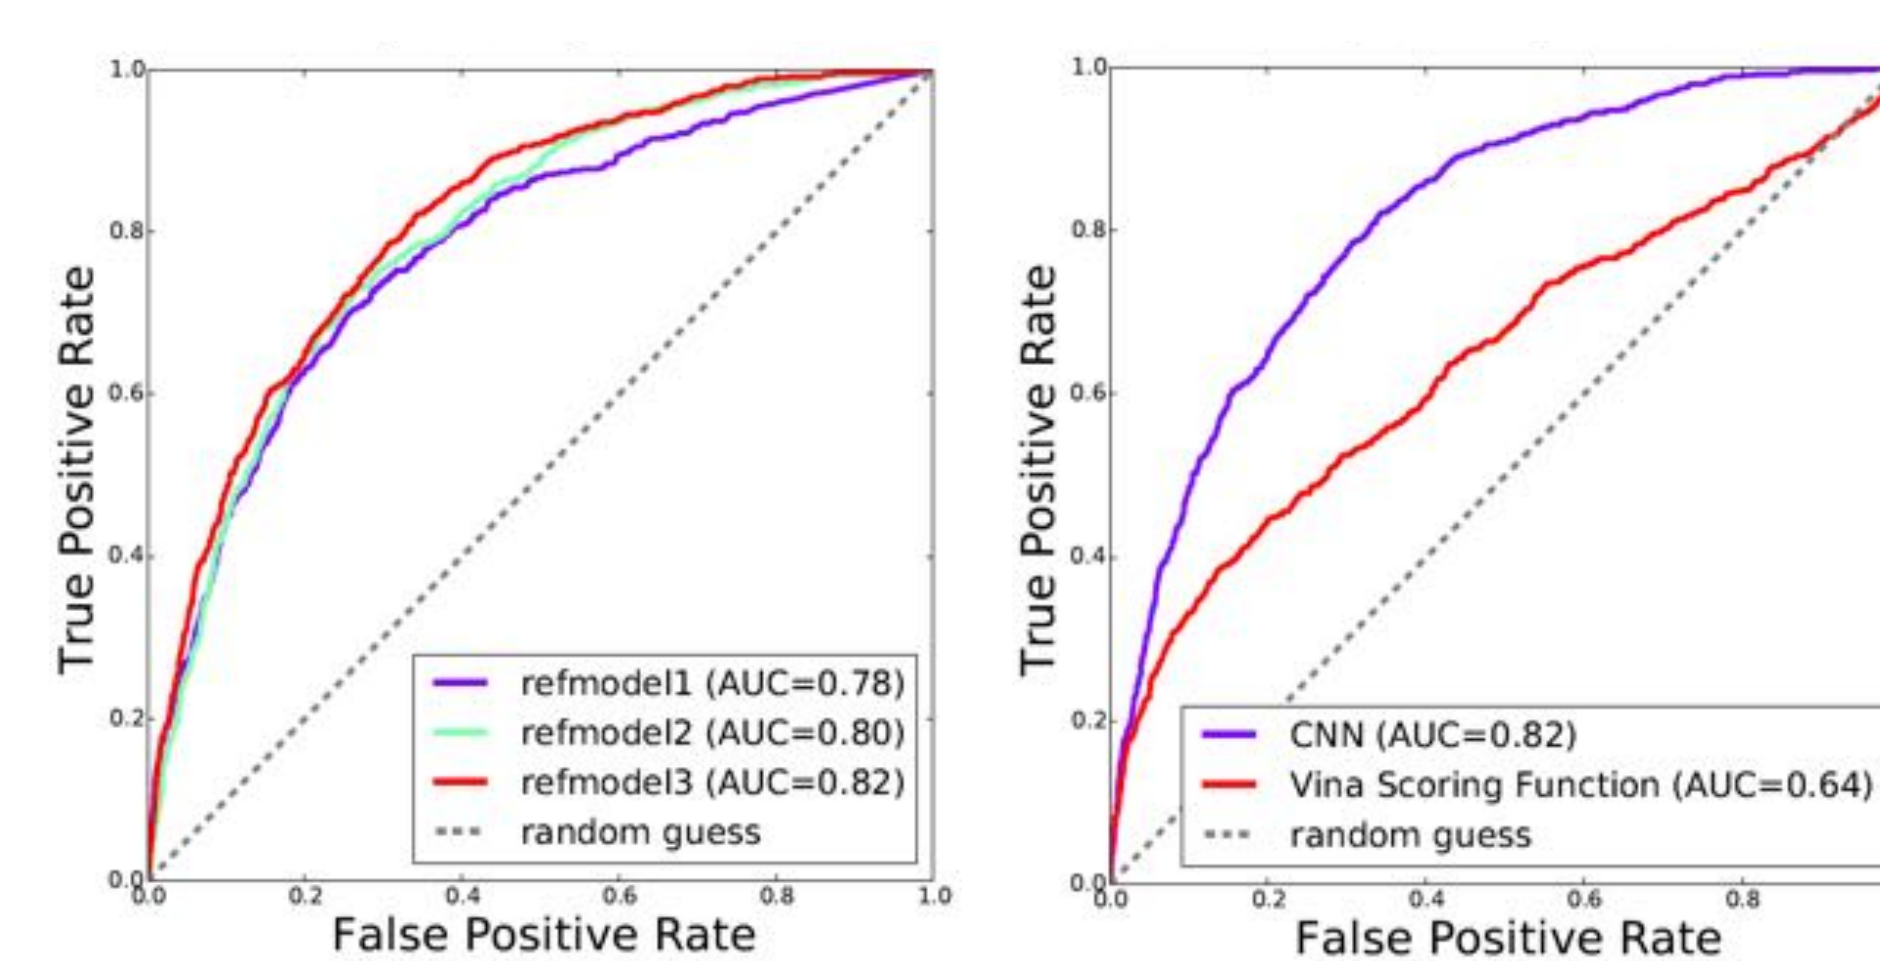 1.0
0.8
0.6
0.4
0.2
0.0
True Positive Rate
refmodel1 (AUC=0.78)
refmodel2 (AUC=0.80)
refmodel3 (AUC=0.82)
random guess
0.0 0.2 0.4 0.6 0.8 1.0
False Positive Rate
1.0
0.8
0.6
0.4
0.2
0.0
True Positive Rate
CNN (AUC=0.82)
Vina Scoring Function (AUC=0.64)
random guess
0.0 0.2 0.4 0.6 0.8
False Positive Rate